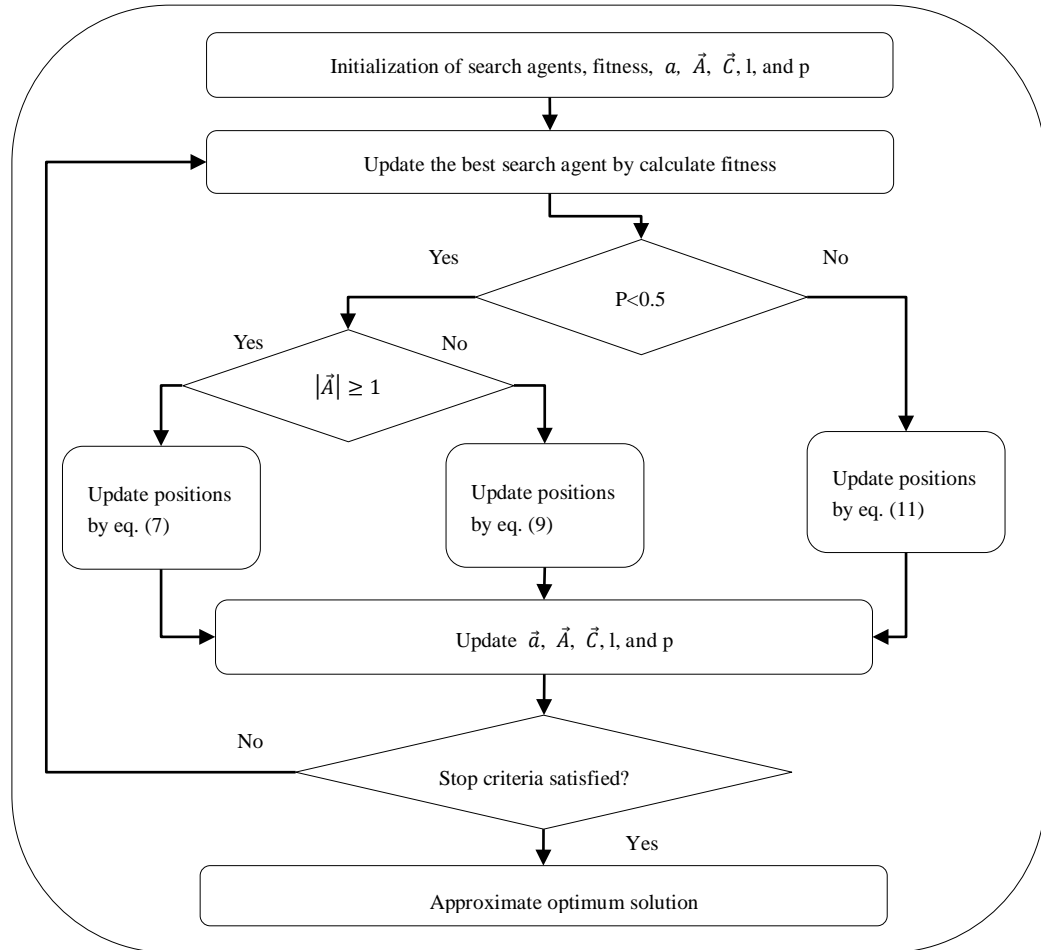 Initialization of search agents, fitness, a, A⃗, C⃗, l, and p
Update the best search agent by calculate fitness
Yes
No
P<0.5
Yes
No
|A⃗| ≥ 1
Update positions
by eq. (7)
Update positions
by eq. (9)
Update positions
by eq. (11)
Update a⃗, A⃗, C⃗, l, and p
No
Stop criteria satisfied?
Yes
Approximate optimum solution